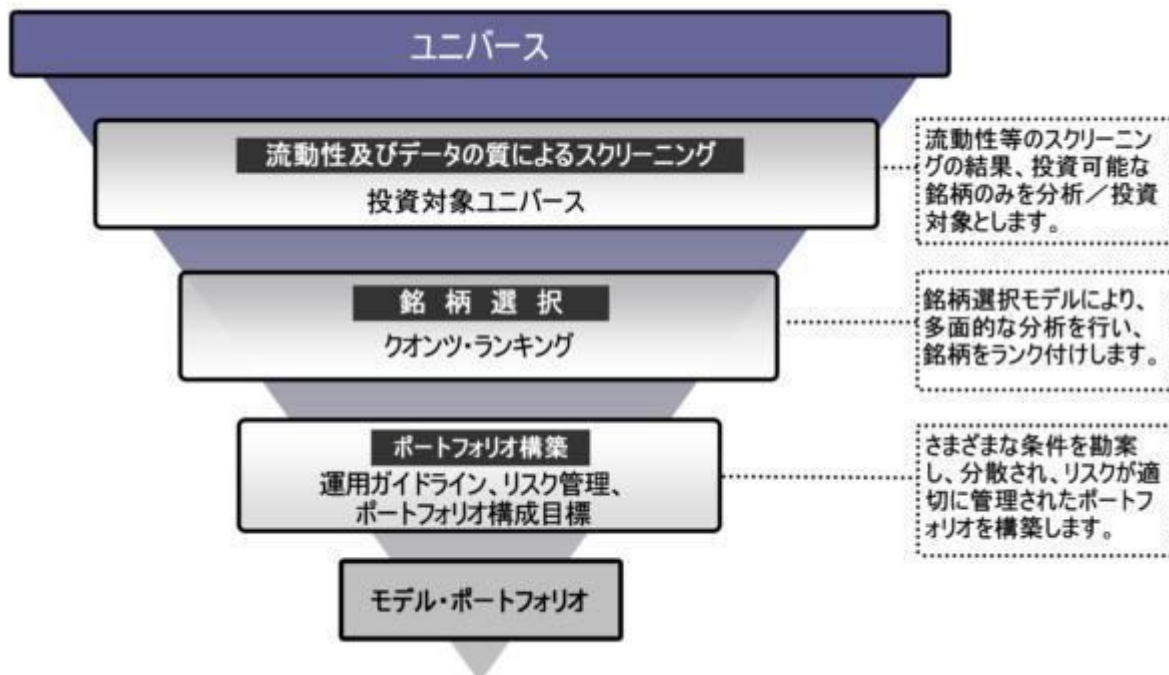 ユニバース
流動性及びデータの質によるスクリーニング
投資対象ユニバース
流動性等のスクリーニン
グの結果、投資可能な
銘柄のみを分析／投資
対象とします。
銘 柄 選 択
クオンツ・ランキング
銘柄選択モデルにより、
多面的な分析を行い、
銘柄をランク付けします。
ポートフォリオ構築
運用ガイドライン、リスク管理、
ポートフォリオ構成目標
さまざまな条件を勘案
し、分散され、リスクが適
切に管理されたポートフ
ォリオを構築します。
モデル・ポートフォリオ